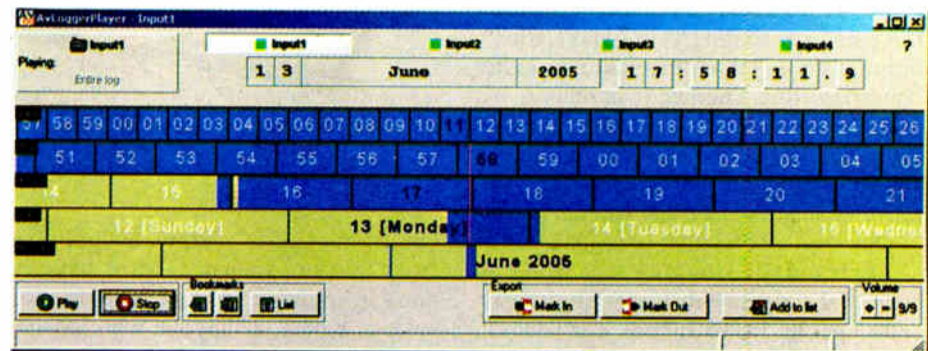 AvLoggerPlayer - Input1
Input1
Input1
Input2
Input3
Input4
?
Playing:
Entire log
1 3 June 2005 1 7 : 5 8 : 1 1 . 9
57 58 59 00 01 02 03 04 05 06 07 08 09 10 11 12 13 14 15 16 17 18 19 20 21 22 23 24 25 26
51 52 53 54 55 56 57 58 59 00 01 02 03 04 05
14 15 16 17 18 19 20 21
12 [Sunday] 13 [Monday] 14 [Tuesday]
June 2005
Bookmarks
Export
Volume
Play
Stop
List
Mark In
Mark Out
Add to list
+ - 9/9